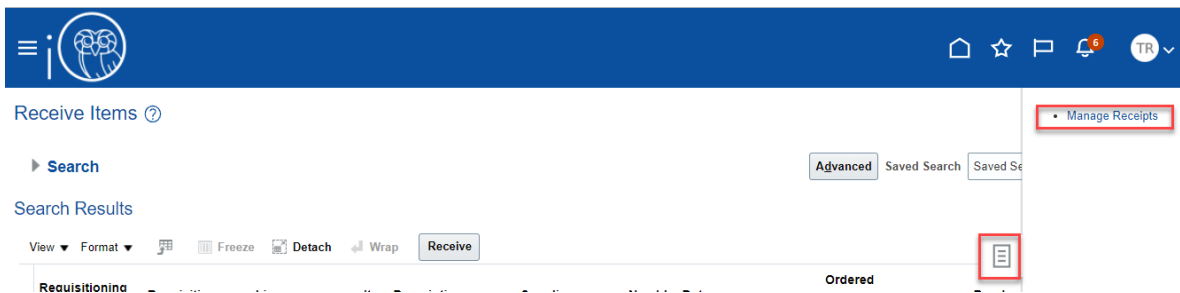 i
6
TR
Receive Items ?
Manage Receipts
Search
Advanced Saved Search Saved Se
Search Results
View Format Freeze Detach Wrap Receive
Ordered
Requisitioning